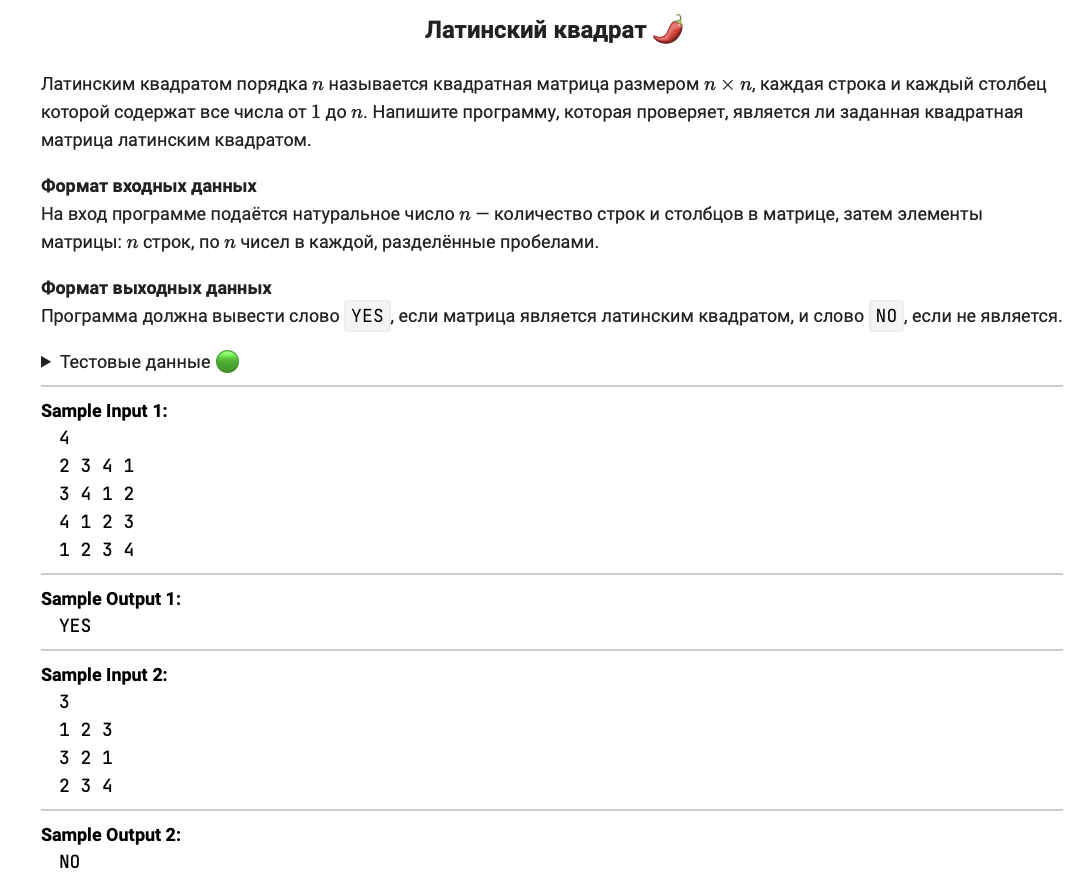 Латинский квадрат 🌶️
Латинским квадратом порядка n называется квадратная матрица размером n × n, каждая строка и каждый столбец
которой содержат все числа от 1 до n. Напишите программу, которая проверяет, является ли заданная квадратная
матрица латинским квадратом.
Формат входных данных
На вход программе подаётся натуральное число n — количество строк и столбцов в матрице, затем элементы
матрицы: n строк, по n чисел в каждой, разделённые пробелами.
Формат выходных данных
Программа должна вывести слово YES, если матрица является латинским квадратом, и слово NO, если не является.
▶ Тестовые данные 🟢
Sample Input 1:
4
2 3 4 1
3 4 1 2
4 1 2 3
1 2 3 4
Sample Output 1:
YES
Sample Input 2:
3
1 2 3
3 2 1
2 3 4
Sample Output 2:
NO